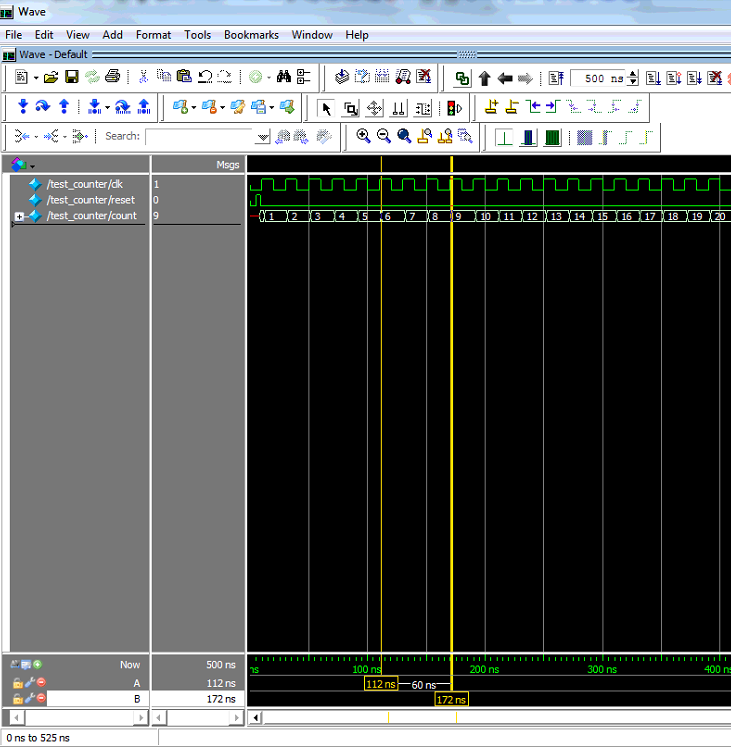 Wave
File Edit View Add Format Tools Bookmarks Window Help
Wave - Default
500 ns
Search:
Msgs
/test_counter/clk 1
/test_counter/reset 0
/test_counter/count 9 1 2 3 4 5 6 7 8 9 10 11 12 13 14 15 16 17 18 19 20
Now 500 ns ns 100 ns 200 ns 300 ns 400 n
A 112 ns 112 ns 60 ns
B 172 ns 172 ns
0 ns to 525 ns